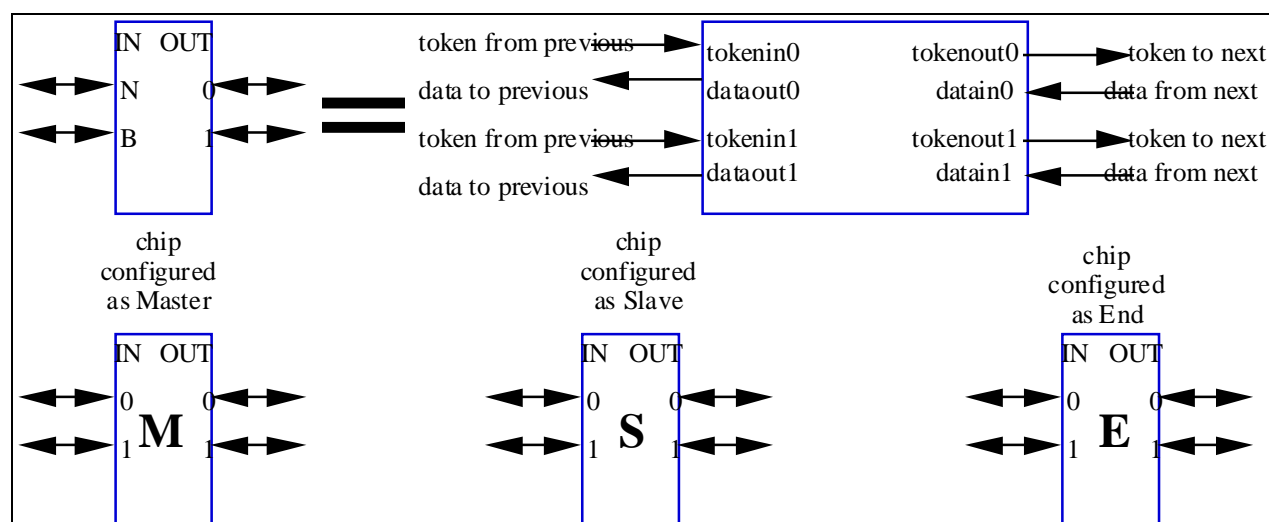 IN OUT
N 0
B 1
token from previous
data to previous
token from previous
data to previous
tokenin0
dataout0
tokenin1
dataout1
tokenout0
datain0
tokenout1
datain1
token to next
data from next
token to next
data from next
chip
configured
as Master
chip
configured
as Slave
chip
configured
as End
IN OUT
0 0
1 M 1
IN OUT
0 0
1 S 1
IN OUT
0 0
1 E 1